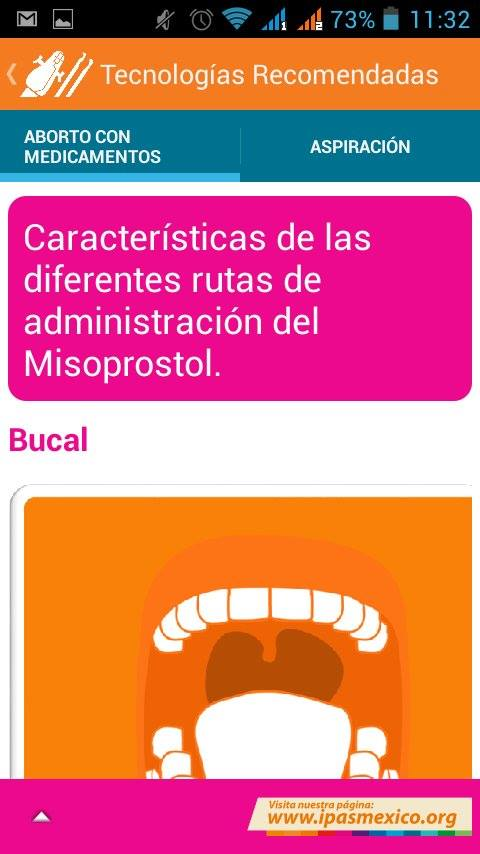 73% 11:32
Tecnologías Recomendadas
ABORTO CON
MEDICAMENTOS
ASPIRACIÓN
Características de las
diferentes rutas de
administración del
Misoprostol.
Bucal
Visita nuestra página:
www.ipasmexico.org